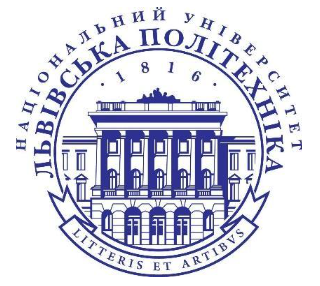 НАЦІОНАЛЬНИЙ УНІВЕРСИТЕТ
ЛЬВІВСЬКА ПОЛІТЕХНІКА
· 1816 ·
LITTERIS ET ARTIBVS